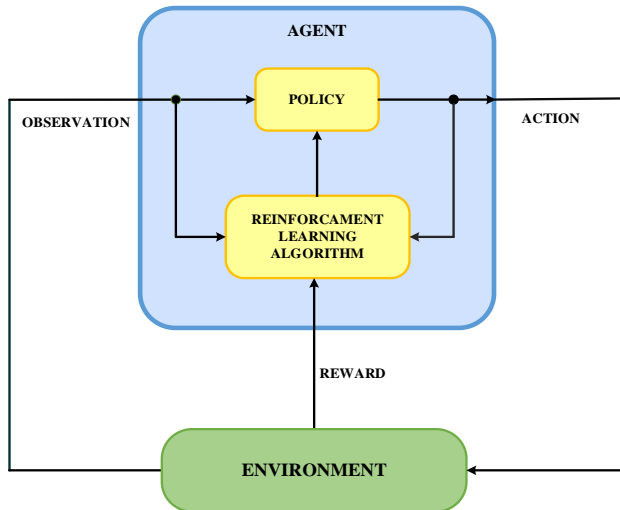 AGENT
POLICY
OBSERVATION
ACTION
REINFORCAMENT
LEARNING
ALGORITHM
REWARD
ENVIRONMENT